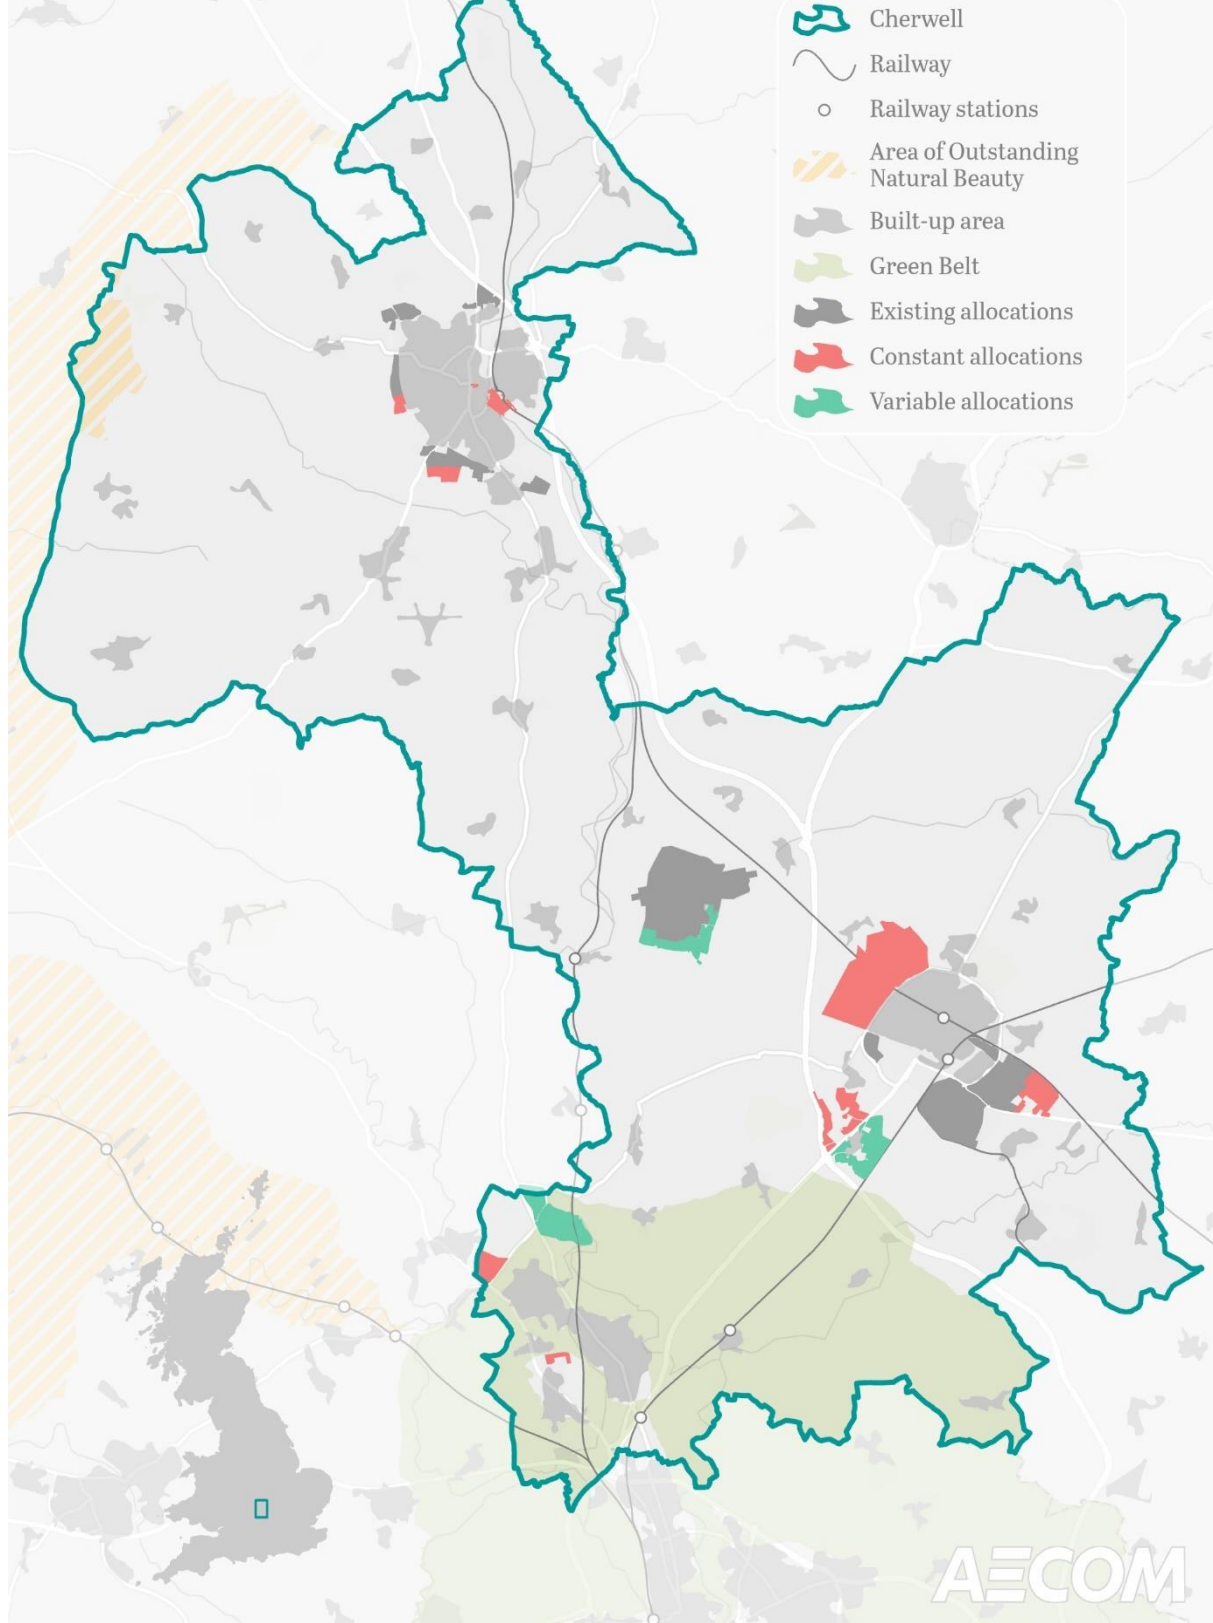 Cherwell
Railway
Railway stations
Area of Outstanding
Natural Beauty
Built-up area
Green Belt
Existing allocations
Constant allocations
Variable allocations
AECOM